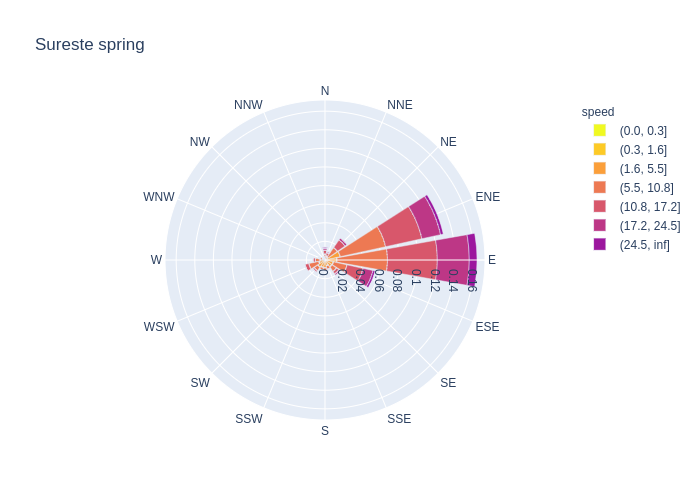 Sureste spring
N
NNE
NE
ENE
E
ESE
SE
SSE
S
SSW
SW
WSW
W
WNW
NW
NNW
0
0.02
0.04
0.06
0.08
0.1
0.12
0.14
0.16
speed
(0.0, 0.3]
(0.3, 1.6]
(1.6, 5.5]
(5.5, 10.8]
(10.8, 17.2]
(17.2, 24.5]
(24.5, inf]